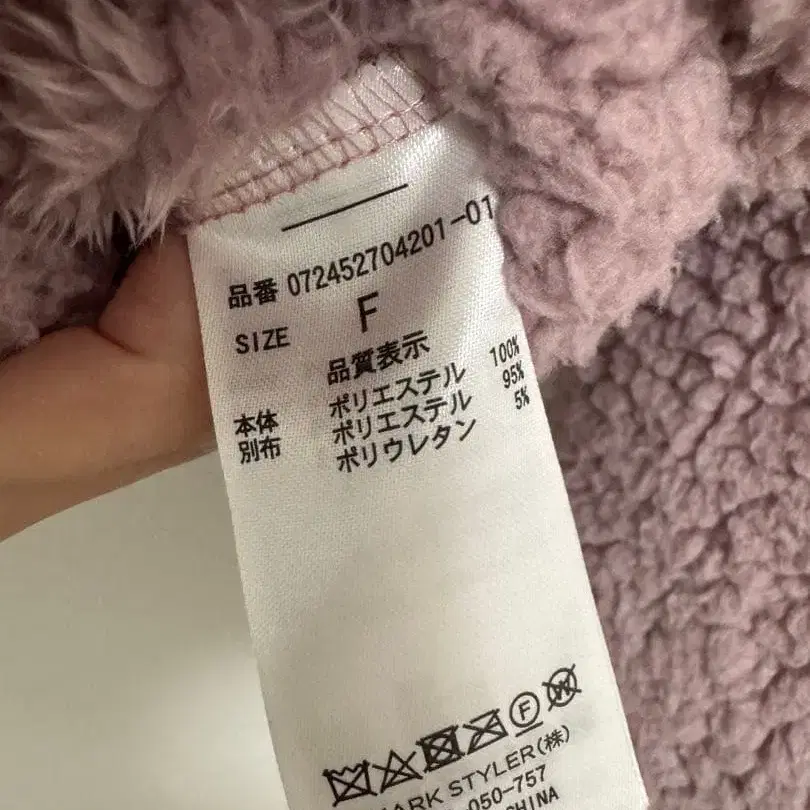 品番 072452704201-01
SIZE F
品質表示
本体 ポリエステル 100%
別布 ポリエステル 95%
ポリウレタン 5%
F W
MARK STYLER(株)
050-757
CHINA